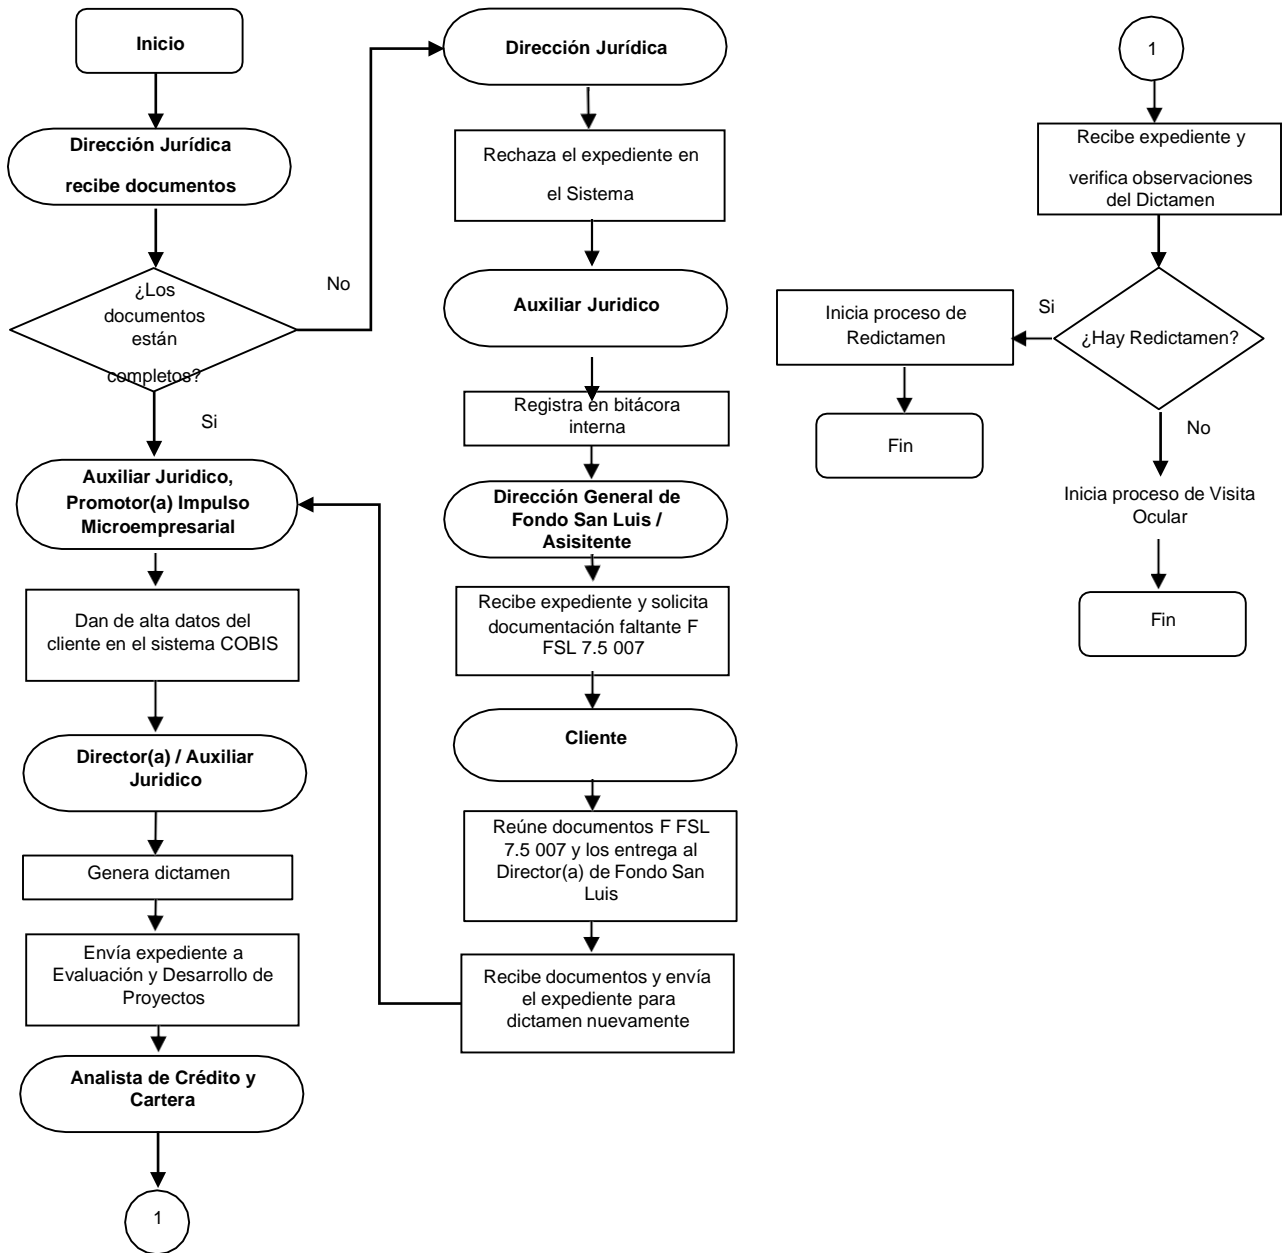 Inicio
Dirección Jurídica
recibe documentos
¿Los
documentos
están
completos?
No
Si
Auxiliar Juridico,
Promotor(a) Impulso
Microempresarial
Dan de alta datos del
cliente en el sistema COBIS
Director(a) / Auxiliar
Juridico
Genera dictamen
Envía expediente a
Evaluación y Desarrollo de
Proyectos
Analista de Crédito y
Cartera
1
Dirección Jurídica
Rechaza el expediente en
el Sistema
Auxiliar Juridico
Registra en bitácora
interna
Dirección General de
Fondo San Luis /
Asisitente
Recibe expediente y solicita
documentación faltante F
FSL 7.5 007
Cliente
Reúne documentos F FSL
7.5 007 y los entrega al
Director(a) de Fondo San
Luis
Recibe documentos y envía
el expediente para
dictamen nuevamente
1
Recibe expediente y
verifica observaciones
del Dictamen
¿Hay Redictamen?
Si
Inicia proceso de
Redictamen
Fin
No
Inicia proceso de Visita
Ocular
Fin